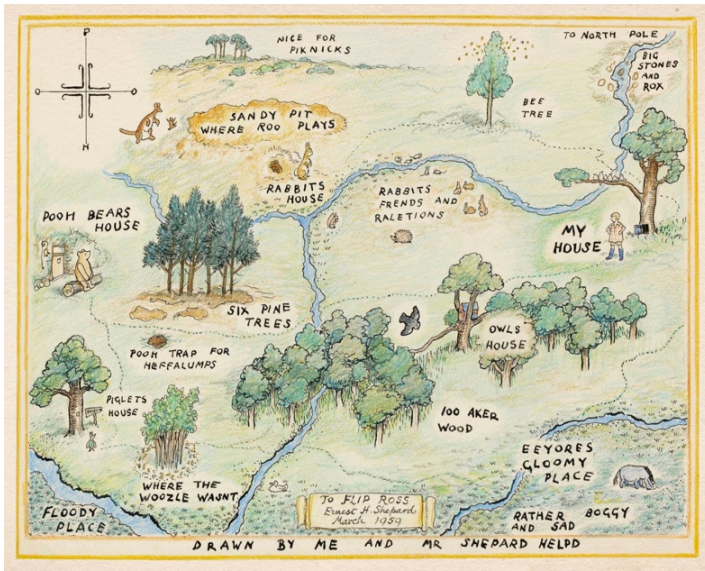 P
H
NICE FOR
PIKNICKS
TO NORTH POLE
BIG
STONES
AND
ROX
BEE
TREE
SANDY PIT
WHERE ROO PLAYS
RABBITS
HOUSE
RABBITS
FRENDS AND
RALETIONS
POOH BEARS
HOUSE
MY
HOUSE
SIX PINE
TREES
OWLS
HOUSE
POOH TRAP FOR
HEFFALUMPS
PIGLETS
HOUSE
100 AKER
WOOD
EEYORES
GLOOMY
PLACE
WHERE THE
WOOZLE WASNT
FLOODY
PLACE
To FLIP ROSS
Ernest H. Shepard
March 1959
RATHER BOGGY
AND SAD
DRAWN BY ME AND MR SHEPARD HELPD